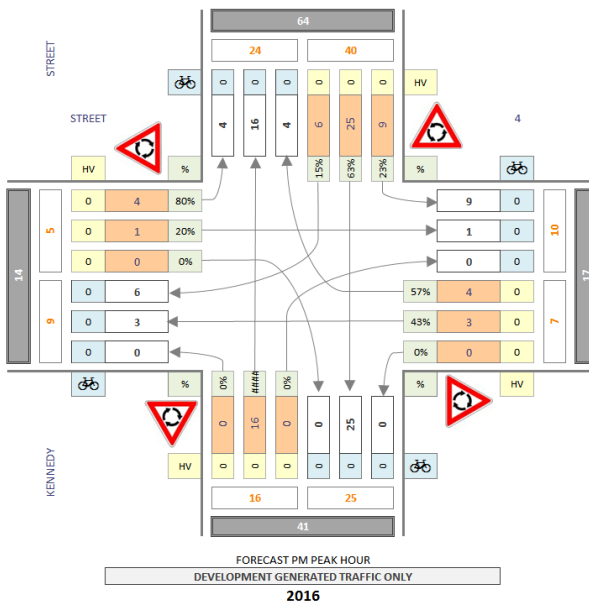 64
24 40
STREET
0 0 0 0 0 0 HV
STREET
4 16 4 6 25 9
4
HV % 15% 63% 23% %
0 4 80% 9 0
5 0 1 20% 1 0 10
0 0 0% 0 0
14 17
0 6 57% 4 0
9 0 3 43% 3 0 7
0 0 0% 0 0
% 0% #### 0% % HV
0 16 0 0 25 0
KENNEDY
HV 0 0 0 0 0 0
16 25
41
FORECAST PM PEAK HOUR
DEVELOPMENT GENERATED TRAFFIC ONLY
2016